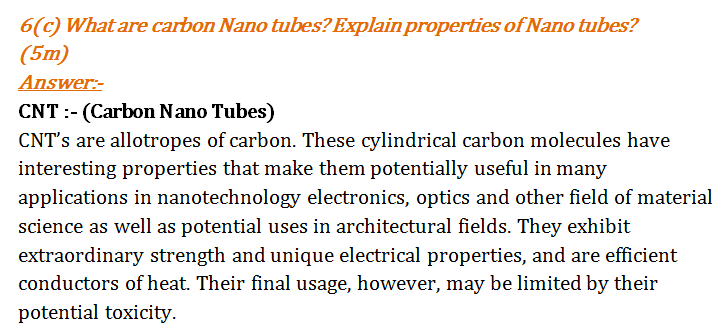 6(c) What are carbon Nano tubes? Explain properties of Nano tubes?
(5m)
Answer:-
CNT :- (Carbon Nano Tubes)
CNT's are allotropes of carbon. These cylindrical carbon molecules have
interesting properties that make them potentially useful in many
applications in nanotechnology electronics, optics and other field of material
science as well as potential uses in architectural fields. They exhibit
extraordinary strength and unique electrical properties, and are efficient
conductors of heat. Their final usage, however, may be limited by their
potential toxicity.